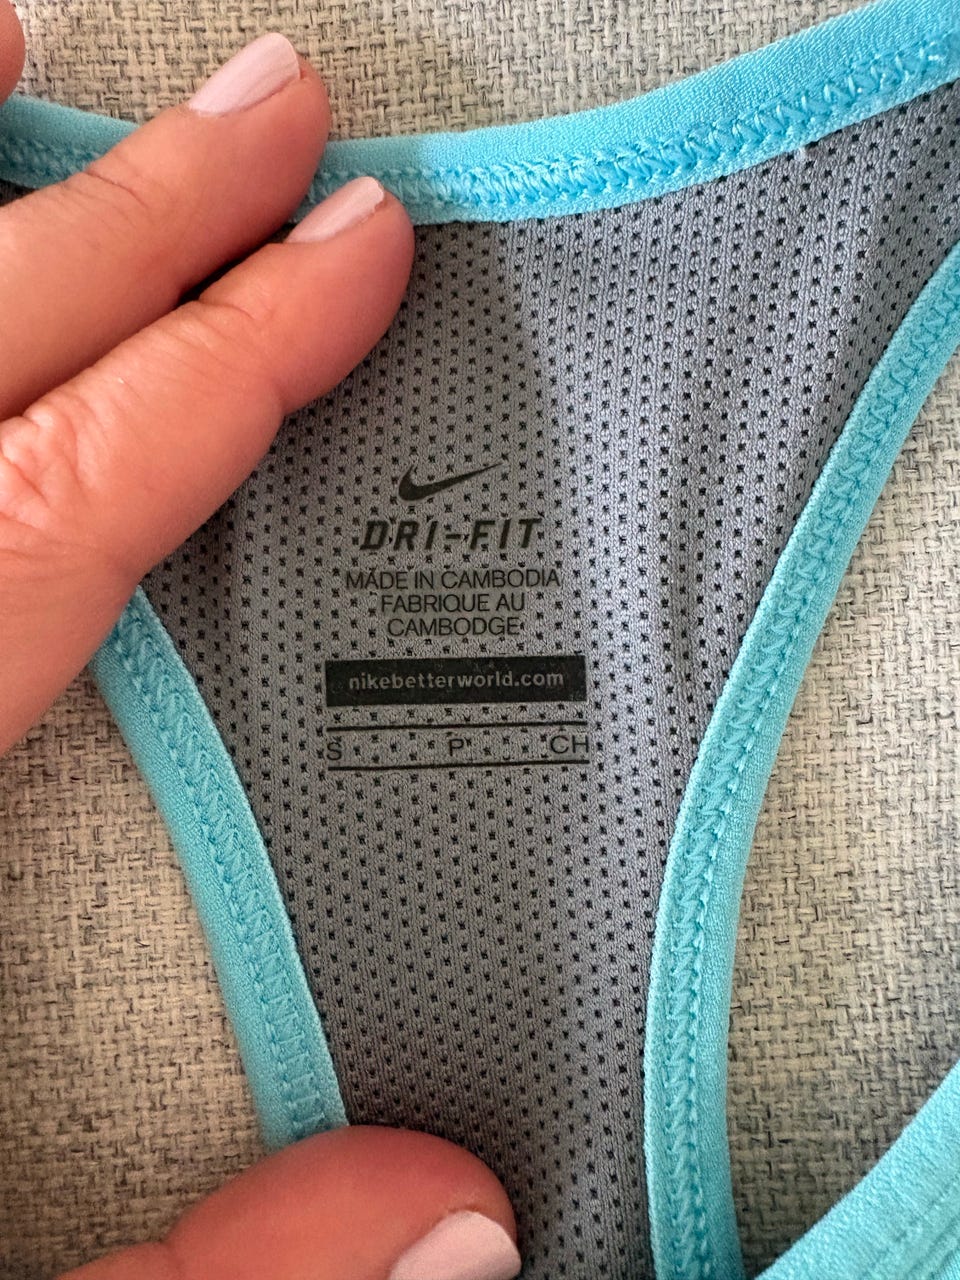 DRI-FIT
MADE IN CAMBODIA
FABRIQUE AU
CAMBODGE
nikebetterworld.com
S P CH